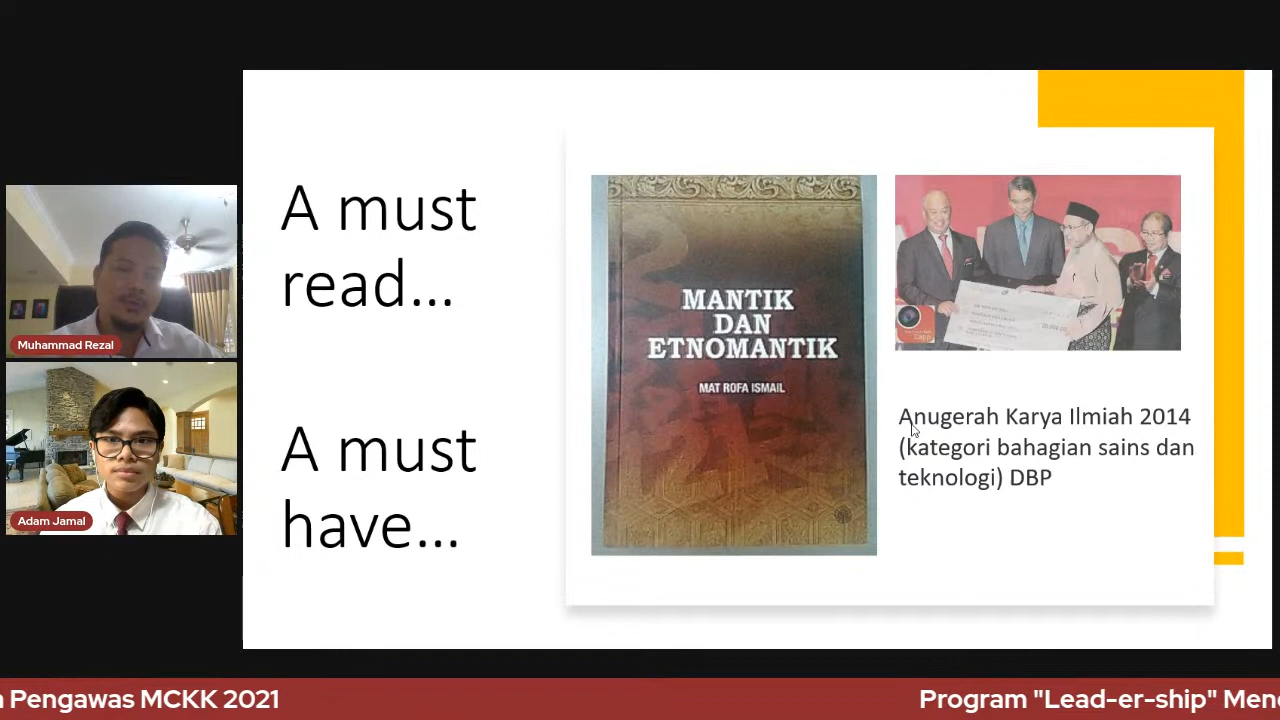 A must
read...
A must
have...
MANTIK
DAN
ETNOMANTIK
MAT ROFA ISMAIL
Anugerah Karya Ilmiah 2014
(kategori bahagian sains dan
teknologi) DBP
Muhammad Rezal
Adam Jamal
Pengawas MCKK 2021
Program "Lead-er-ship"